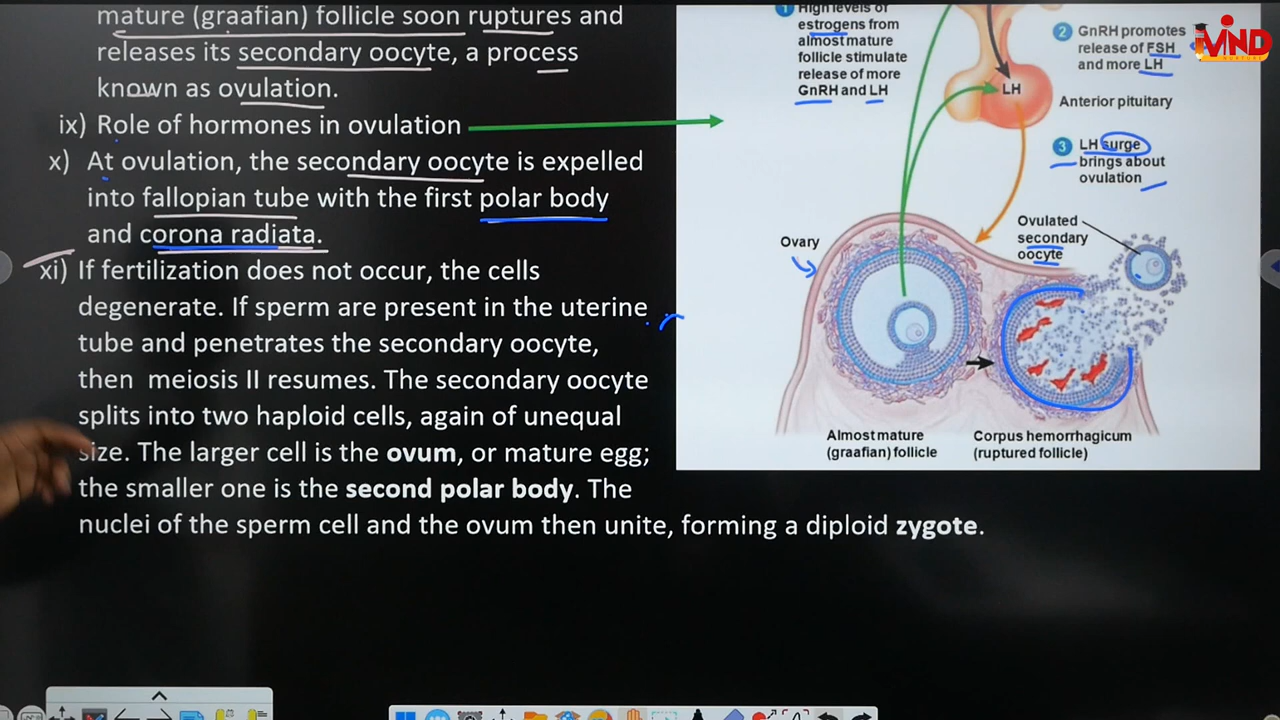 mature (graafian) follicle soon ruptures and
releases its secondary oocyte, a process
known as ovulation.
ix) Role of hormones in ovulation
x) At ovulation, the secondary oocyte is expelled
into fallopian tube with the first polar body
and corona radiata.
xi) If fertilization does not occur, the cells
degenerate. If sperm are present in the uterine
tube and penetrates the secondary oocyte,
then meiosis II resumes. The secondary oocyte
splits into two haploid cells, again of unequal
size. The larger cell is the ovum, or mature egg;
the smaller one is the second polar body. The
nuclei of the sperm cell and the ovum then unite, forming a diploid zygote.
1 High levels of
estrogens from
almost mature
follicle stimulate
release of more
GnRH and LH
2 GnRH promotes
release of FSH
and more LH
LH
Anterior pituitary
3 LH surge
brings about
ovulation
Ovary
Ovulated
secondary
oocyte
Almost mature
(graafian) follicle
Corpus hemorrhagicum
(ruptured follicle)
MIND